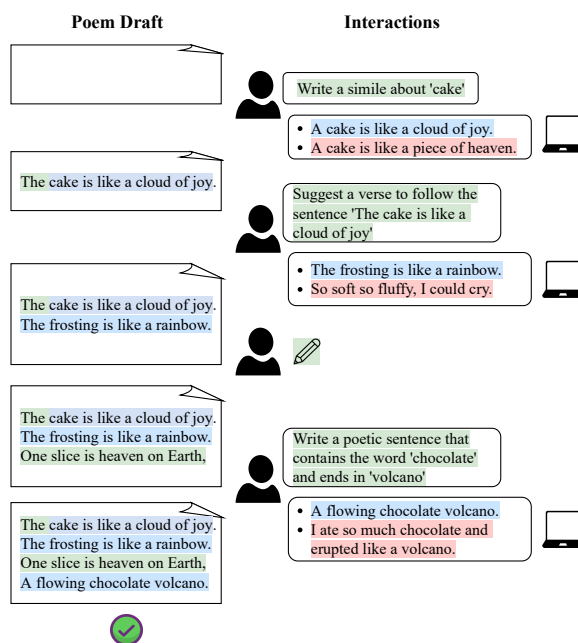 Poem Draft
Interactions
Write a simile about 'cake'
• A cake is like a cloud of joy.
• A cake is like a piece of heaven.
The cake is like a cloud of joy.
Suggest a verse to follow the
sentence 'The cake is like a
cloud of joy'
• The frosting is like a rainbow.
• So soft so fluffy, I could cry.
The cake is like a cloud of joy.
The frosting is like a rainbow.
The cake is like a cloud of joy.
The frosting is like a rainbow.
One slice is heaven on Earth,
Write a poetic sentence that
contains the word 'chocolate'
and ends in 'volcano'
• A flowing chocolate volcano.
• I ate so much chocolate and
erupted like a volcano.
The cake is like a cloud of joy.
The frosting is like a rainbow.
One slice is heaven on Earth,
A flowing chocolate volcano.